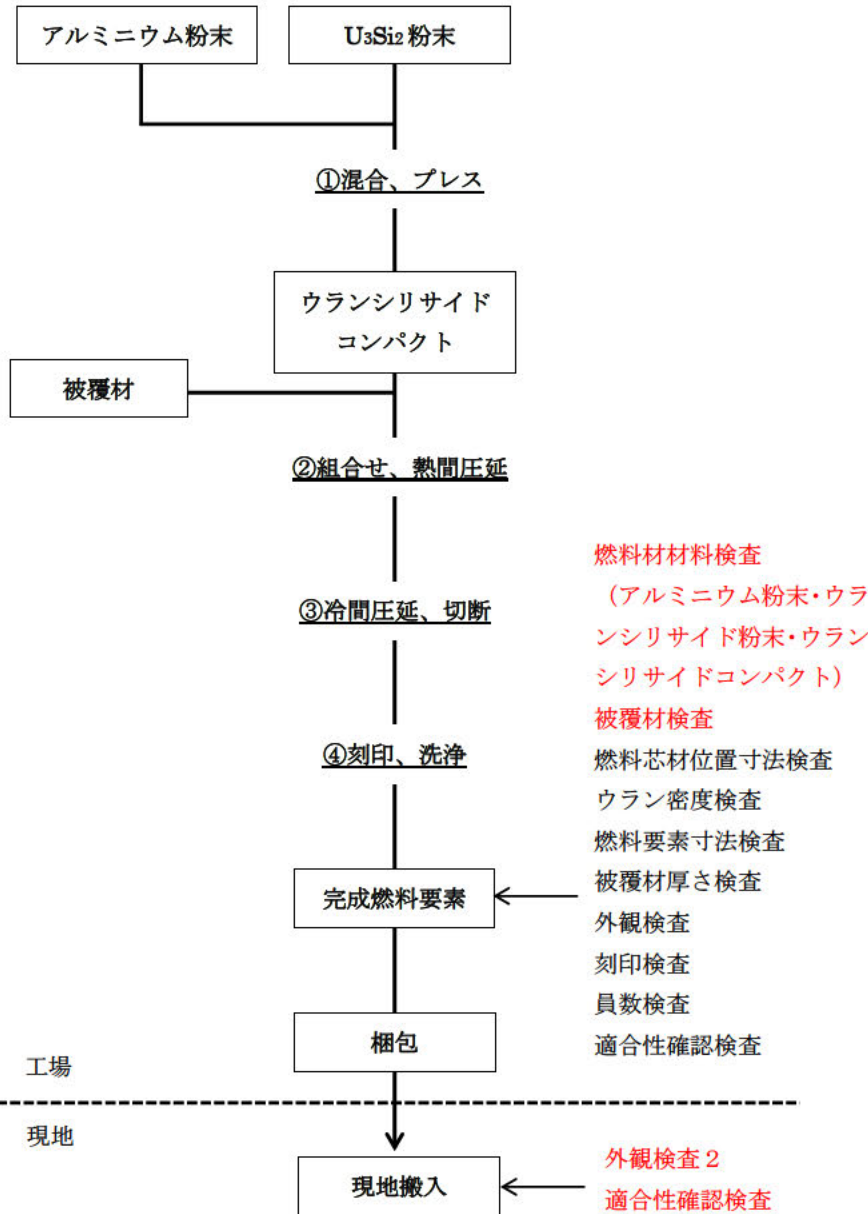 アルミニウム粉末
U₃Si₂ 粉末
①混合、プレス
ウランシリサイド
コンパクト
被覆材
②組合せ、熱間圧延
③冷間圧延、切断
④刻印、洗浄
完成燃料要素
燃料材材料検査
（アルミニウム粉末・ウラ
ンシリサイド粉末・ウラン
シリサイドコンパクト）
被覆材検査
燃料芯材位置寸法検査
ウラン密度検査
燃料要素寸法検査
被覆材厚さ検査
外観検査
刻印検査
員数検査
適合性確認検査
梱包
工場
現地
現地搬入
外観検査２
適合性確認検査